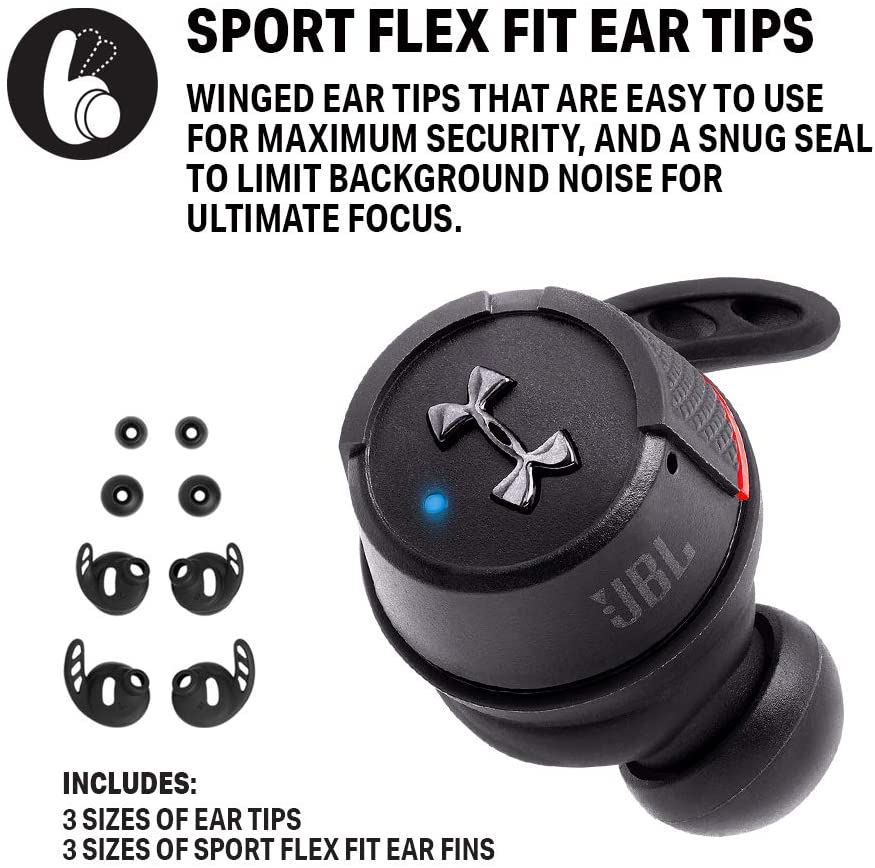 SPORT FLEX FIT EAR TIPS
WINGED EAR TIPS THAT ARE EASY TO USE
FOR MAXIMUM SECURITY, AND A SNUG SEAL
TO LIMIT BACKGROUND NOISE FOR
ULTIMATE FOCUS.
JBL
INCLUDES:
3 SIZES OF EAR TIPS
3 SIZES OF SPORT FLEX FIT EAR FINS